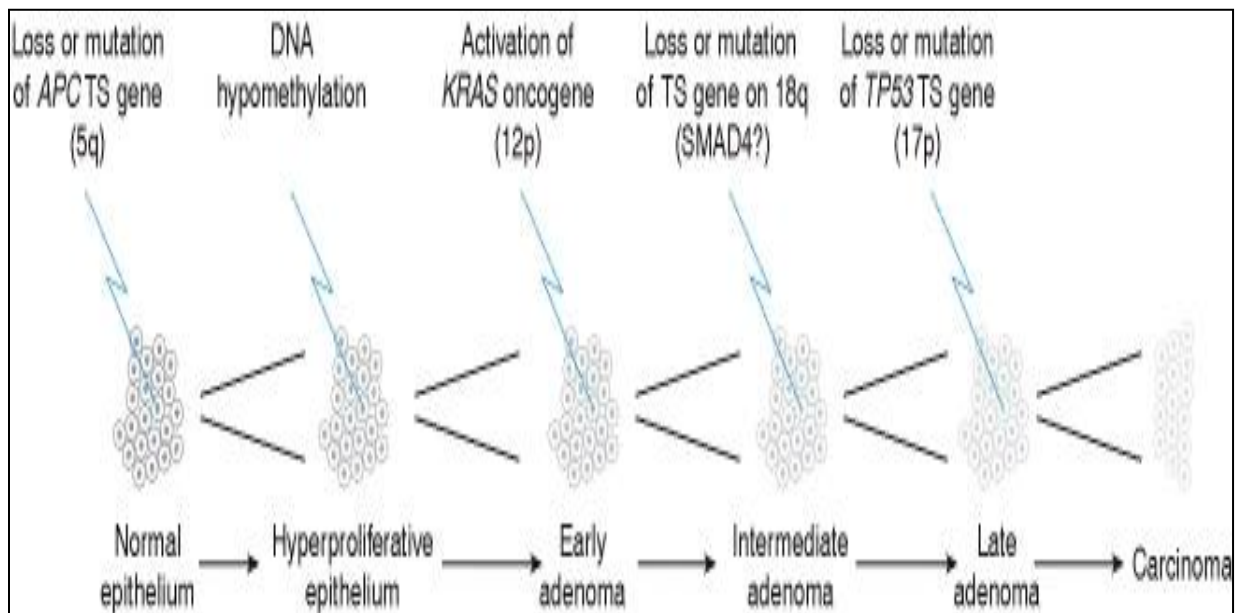 Loss or mutation
of APC TS gene
(5q)
DNA
hypomethylation
Activation of
KRAS oncogene
(12p)
Loss or mutation
of TS gene on 18q
(SMAD4?)
Loss or mutation
of TP53 TS gene
(17p)
Normal
epithelium
Hyperproliferative
epithelium
Early
adenoma
Intermediate
adenoma
Late
adenoma
Carcinoma